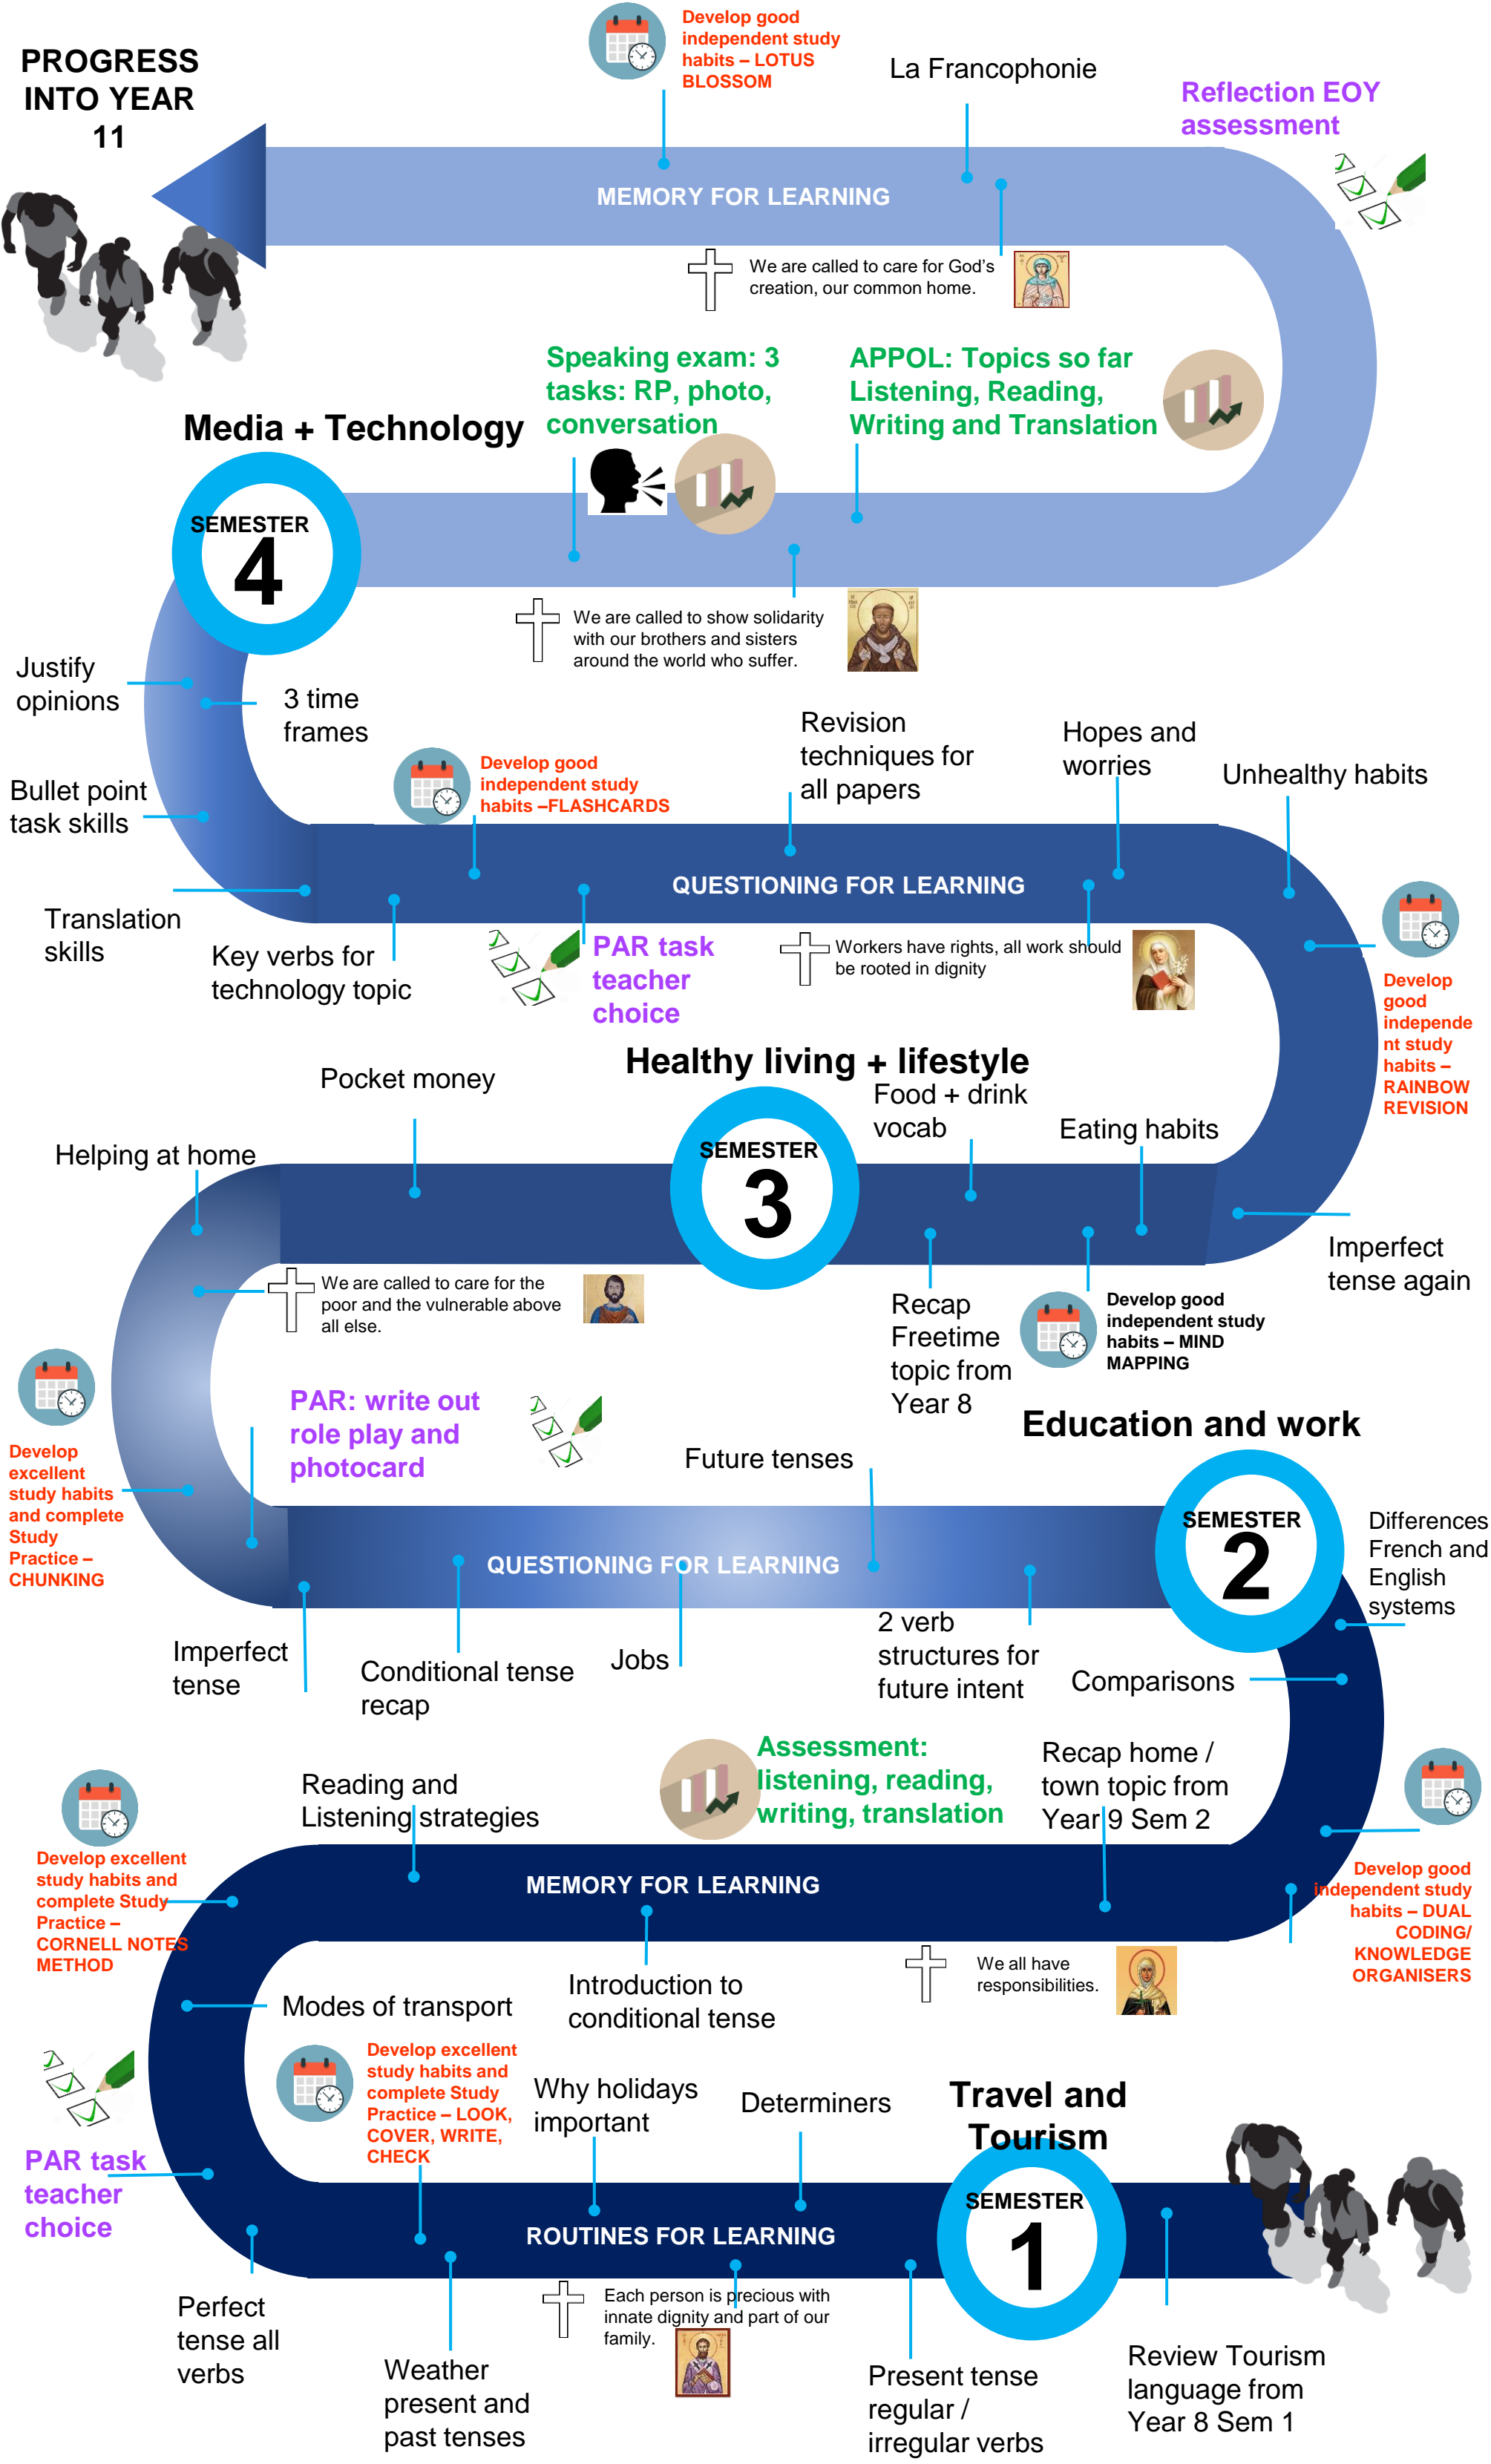 PROGRESS
INTO YEAR
11
Develop good
independent study
habits – LOTUS
BLOSSOM
La Francophonie
Reflection EOY
assessment
MEMORY FOR LEARNING
We are called to care for God's
creation, our common home.
Speaking exam: 3
tasks: RP, photo,
conversation
APPOL: Topics so far
Listening, Reading,
Writing and Translation
Media + Technology
SEMESTER
4
We are called to show solidarity
with our brothers and sisters
around the world who suffer.
Justify
opinions
3 time
frames
Bullet point
task skills
Develop good
independent study
habits –FLASHCARDS
Revision
techniques for
all papers
Hopes and
worries
Unhealthy habits
QUESTIONING FOR LEARNING
Translation
skills
Key verbs for
technology topic
PAR task
teacher
choice
Workers have rights, all work should
be rooted in dignity
Develop
good
independe
nt study
habits –
RAINBOW
REVISION
Healthy living + lifestyle
Pocket money
Food + drink
vocab
Eating habits
Helping at home
SEMESTER
3
Imperfect
tense again
We are called to care for the
poor and the vulnerable above
all else.
Recap
Freetime
topic from
Year 8
Develop good
independent study
habits – MIND
MAPPING
PAR: write out
role play and
photocard
Education and work
Develop
excellent
study habits
and complete
Study
Practice –
CHUNKING
Future tenses
SEMESTER
2
Differences
French and
English
systems
QUESTIONING FOR LEARNING
Imperfect
tense
Conditional tense
recap
Jobs
2 verb
structures for
future intent
Comparisons
Reading and
Listening strategies
Assessment:
listening, reading,
writing, translation
Recap home /
town topic from
Year 9 Sem 2
Develop excellent
study habits and
complete Study
Practice –
CORNELL NOTES
METHOD
MEMORY FOR LEARNING
Develop good
independent study
habits – DUAL
CODING/
KNOWLEDGE
ORGANISERS
Introduction to
conditional tense
We all have
responsibilities.
Modes of transport
Develop excellent
study habits and
complete Study
Practice – LOOK,
COVER, WRITE,
CHECK
Why holidays
important
Determiners
Travel and
Tourism
PAR task
teacher
choice
SEMESTER
1
ROUTINES FOR LEARNING
Each person is precious with
innate dignity and part of our
family.
Perfect
tense all
verbs
Weather
present and
past tenses
Present tense
regular /
irregular verbs
Review Tourism
language from
Year 8 Sem 1